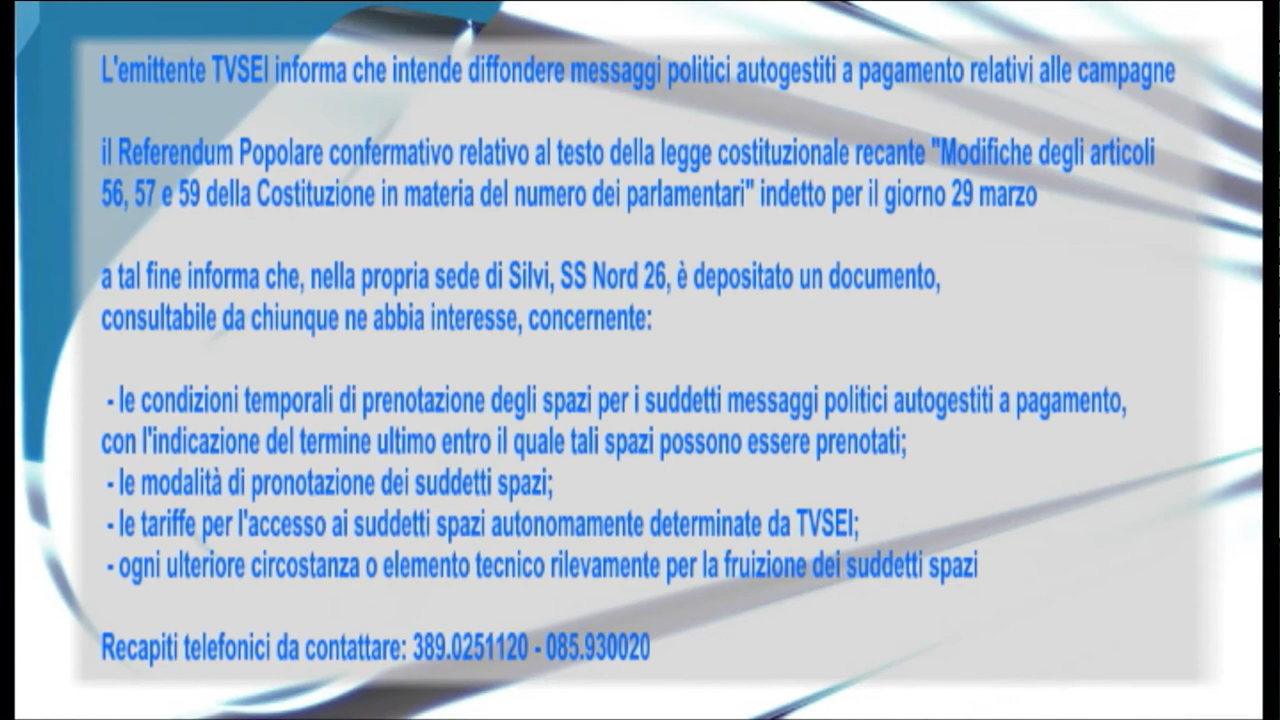 L'emittente TVSEI informa che intende diffondere messaggi politici autogestiti a pagamento relativi alle campagne
il Referendum Popolare confermativo relativo al testo della legge costituzionale recante "Modifiche degli articoli
56, 57 e 59 della Costituzione in materia del numero dei parlamentari" indetto per il giorno 29 marzo
a tal fine informa che, nella propria sede di Silvi, SS Nord 26, è depositato un documento,
consultabile da chiunque ne abbia interesse, concernente:
- le condizioni temporali di prenotazione degli spazi per i suddetti messaggi politici autogestiti a pagamento,
con l'indicazione del termine ultimo entro il quale tali spazi possono essere prenotati;
- le modalità di pronotazione dei suddetti spazi;
- le tariffe per l'accesso ai suddetti spazi autonomamente determinate da TVSEI;
- ogni ulteriore circostanza o elemento tecnico rilevamente per la fruizione dei suddetti spazi
Recapiti telefonici da contattare: 389.0251120 - 085.930020